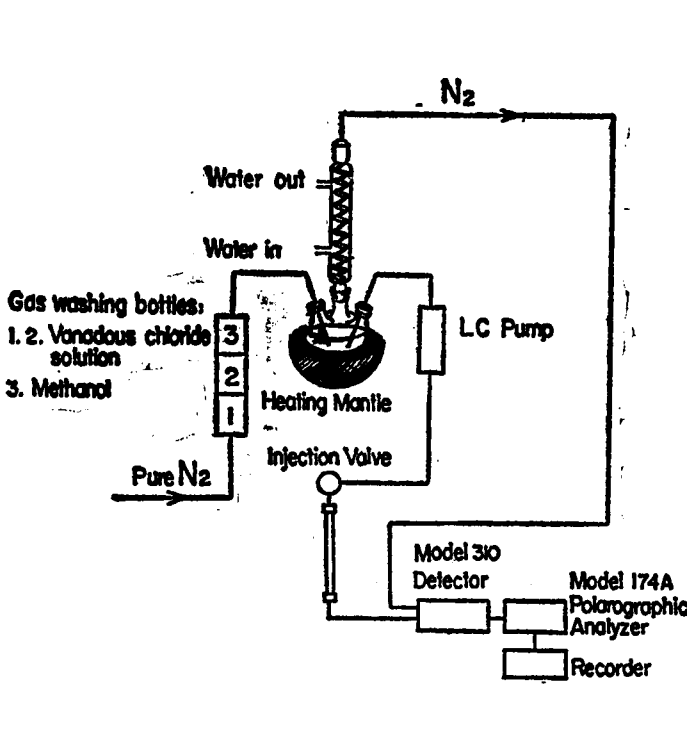 N2
Water out
Water in
Gas washing bottles:
1. 2. Vanadous chloride
solution
3. Methanol
3
2
1
LC Pump
Heating Mantle
Injection Valve
Pure N2
Model 310
Detector
Model 174A
Polarographic
Analyzer
Recorder